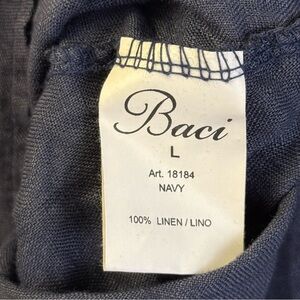 Baci
L
Art. 18184
NAVY
100% LINEN / LINO